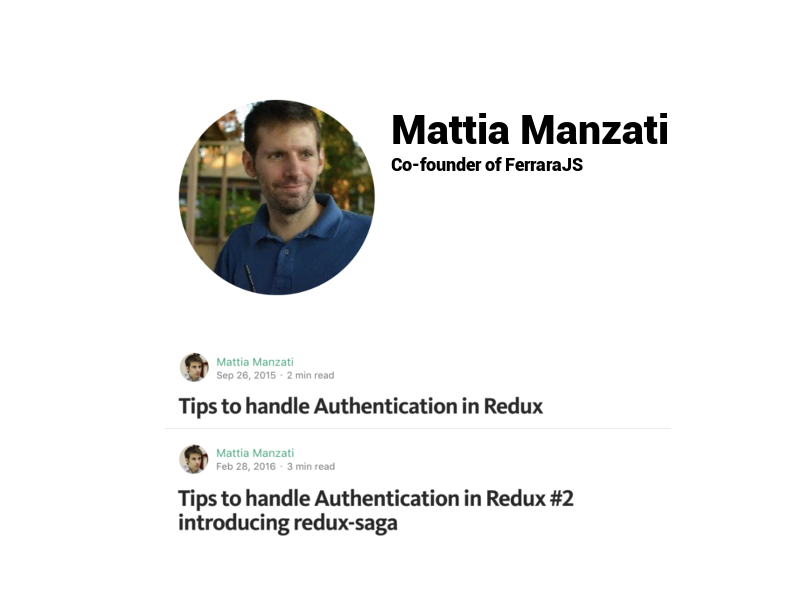 Mattia Manzati
Co-founder of FerraraJS
Mattia Manzati
Sep 26, 2015 · 2 min read
Tips to handle Authentication in Redux
Mattia Manzati
Feb 28, 2016 · 3 min read
Tips to handle Authentication in Redux #2
introducing redux-saga